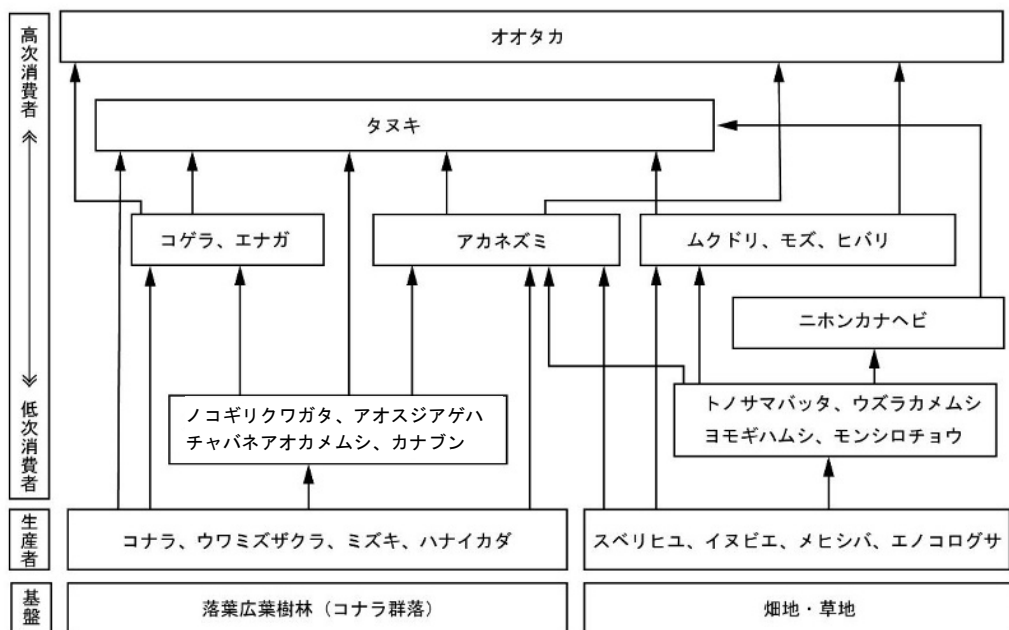 高次消費者
オオタカ
タヌキ
コゲラ、エナガ
アカネズミ
ムクドリ、モズ、ヒバリ
ニホンカナヘビ
低次消費者
ノコギリクワガタ、アオスジアゲハ
チャバネアオカメムシ、カナブン
トノサマバッタ、ウズラカメムシ
ヨモギハムシ、モンシロチョウ
生産者
コナラ、ウワミズザクラ、ミズキ、ハナイカダ
スベリヒユ、イヌビエ、メヒシバ、エノコログサ
基盤
落葉広葉樹林（コナラ群落）
畑地・草地